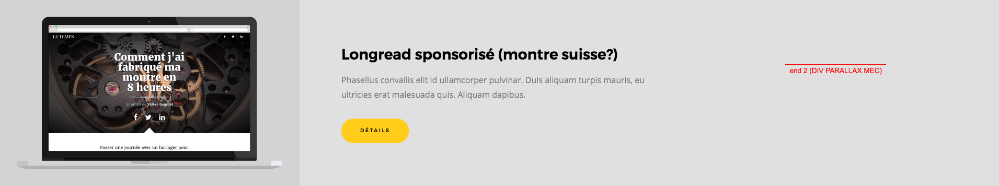 LE TEMPS
Comment j'ai
fabriqué ma
montre en
8 heures
Un article de Valère Gogniat
Passer une journée avec un horloger pour
Longread sponsorisé (montre suisse?)
Phasellus convallis elit id ullamcorper pulvinar. Duis aliquam turpis mauris, eu
ultricies erat malesuada quis. Aliquam dapibus.
DÉTAILS
end 2 (DIV PARALLAX MEC)